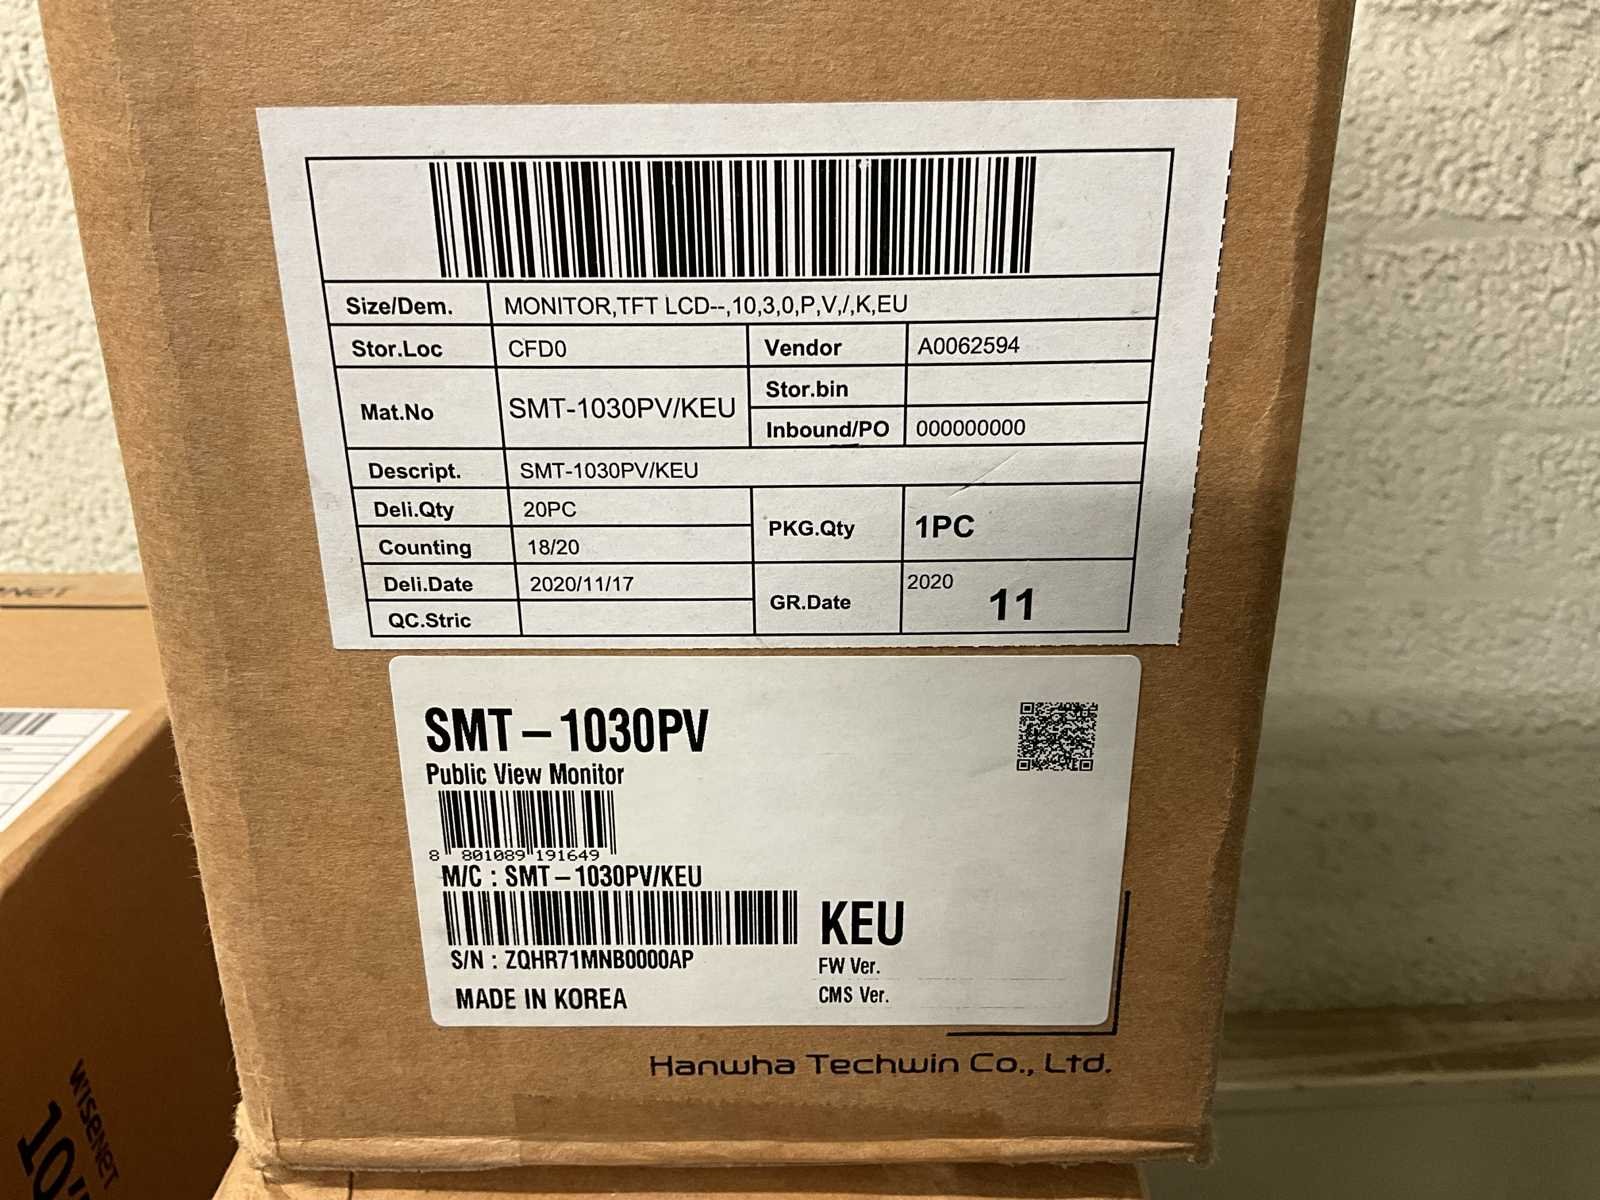 Size/Dem. MONITOR,TFT LCD--,10,3,0,P,V,/,K,EU
Stor.Loc CFD0 Vendor A0062594
Mat.No SMT-1030PV/KEU Stor.bin
Inbound/PO 000000000
Descript. SMT-1030PV/KEU
Deli.Qty 20PC PKG.Qty 1PC
Counting 18/20
Deli.Date 2020/11/17 GR.Date 2020 11
QC.Stric
SMT-1030PV
Public View Monitor
8 801089 191649
M/C : SMT-1030PV/KEU
KEU
S/N : ZQHR71MNB0000AP
FW Ver.
MADE IN KOREA
CMS Ver.
Hanwha Techwin Co., Ltd.
WISENET
10"